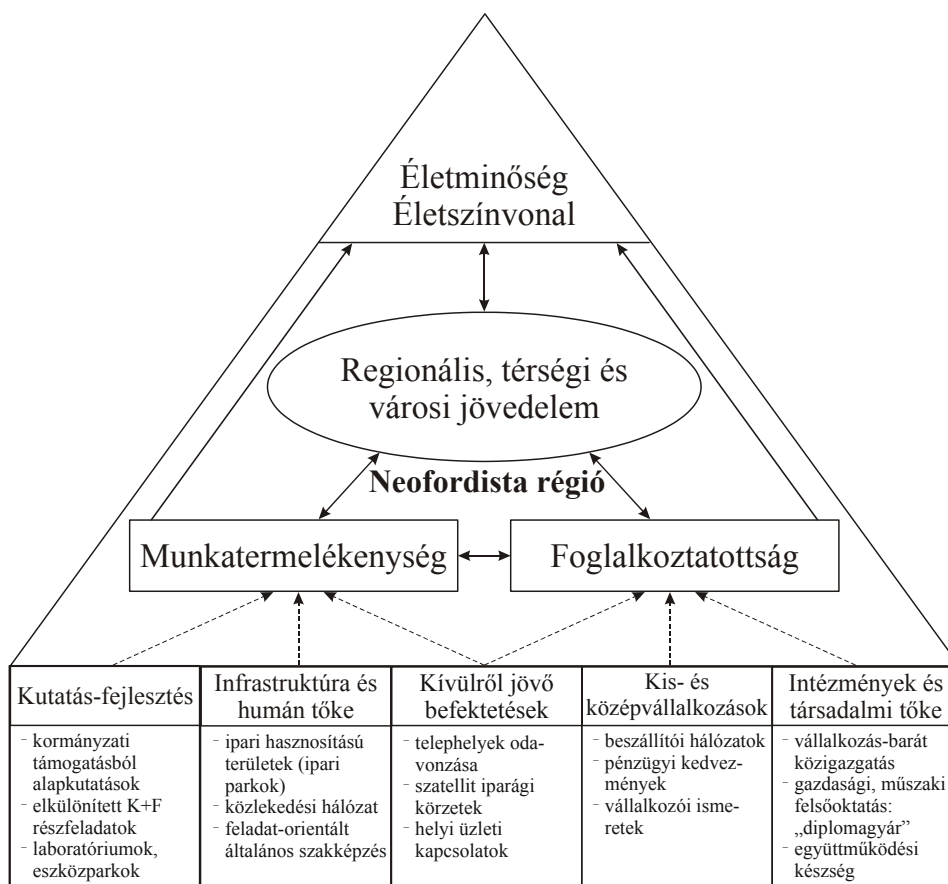 Életminőség
Életszínvonal
Regionális, térségi és
városi jövedelem
Neofordista régió
Munkatermelékenység
Foglalkoztatottság
Kutatás-fejlesztés
- kormányzati
támogatásból
alapkutatások
- elkülönített K+F
részfeladatok
- laboratóriumok,
eszközparkok
Infrastruktúra és
humán tőke
- ipari hasznosítású
területek (ipari
parkok)
- közlekedési hálózat
- feladat-orientált
általános szakképzés
Kívülről jövő
befektetések
- telephelyek oda-
vonzása
- szatellit iparági
körzetek
- helyi üzleti
kapcsolatok
Kis- és
középvállalkozások
- beszállítói hálózatok
- pénzügyi kedvez-
mények
- vállalkozói isme-
retek
Intézmények és
társadalmi tőke
- vállalkozás-barát
közigazgatás
- gazdasági, műszaki
felsőoktatás:
„diplomagyár”
- együttműködési
készség